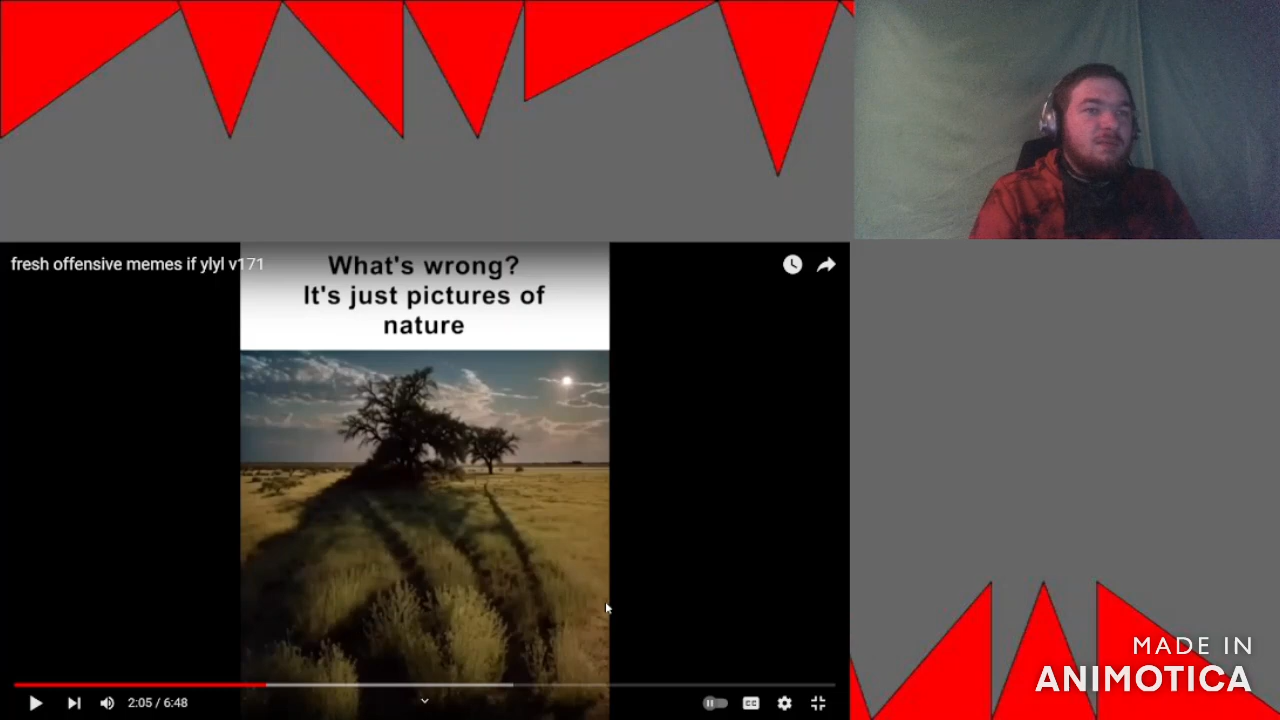 fresh offensive memes if ylyl v171
What's wrong?
It's just pictures of
nature
2:05 / 6:48
CC
MADE IN
ANIMOTICA